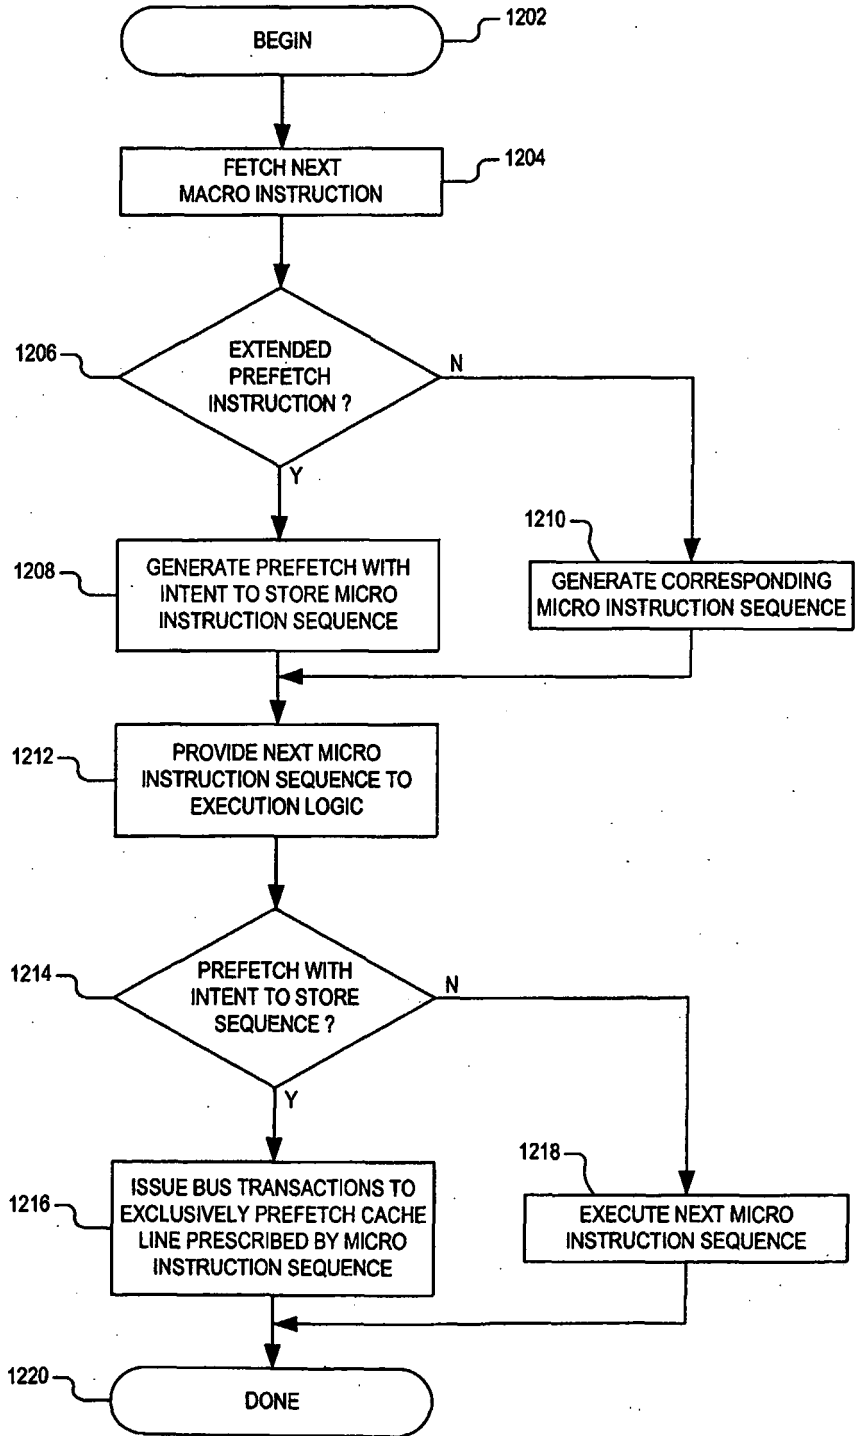 BEGIN
1202
FETCH NEXT
MACRO INSTRUCTION
1204
1206
EXTENDED
PREFETCH
INSTRUCTION ?
N
Y
1208
GENERATE PREFETCH WITH
INTENT TO STORE MICRO
INSTRUCTION SEQUENCE
1210
GENERATE CORRESPONDING
MICRO INSTRUCTION SEQUENCE
1212
PROVIDE NEXT MICRO
INSTRUCTION SEQUENCE TO
EXECUTION LOGIC
1214
PREFETCH WITH
INTENT TO STORE
SEQUENCE ?
N
Y
1216
ISSUE BUS TRANSACTIONS TO
EXCLUSIVELY PREFETCH CACHE
LINE PRESCRIBED BY MICRO
INSTRUCTION SEQUENCE
1218
EXECUTE NEXT MICRO
INSTRUCTION SEQUENCE
1220
DONE